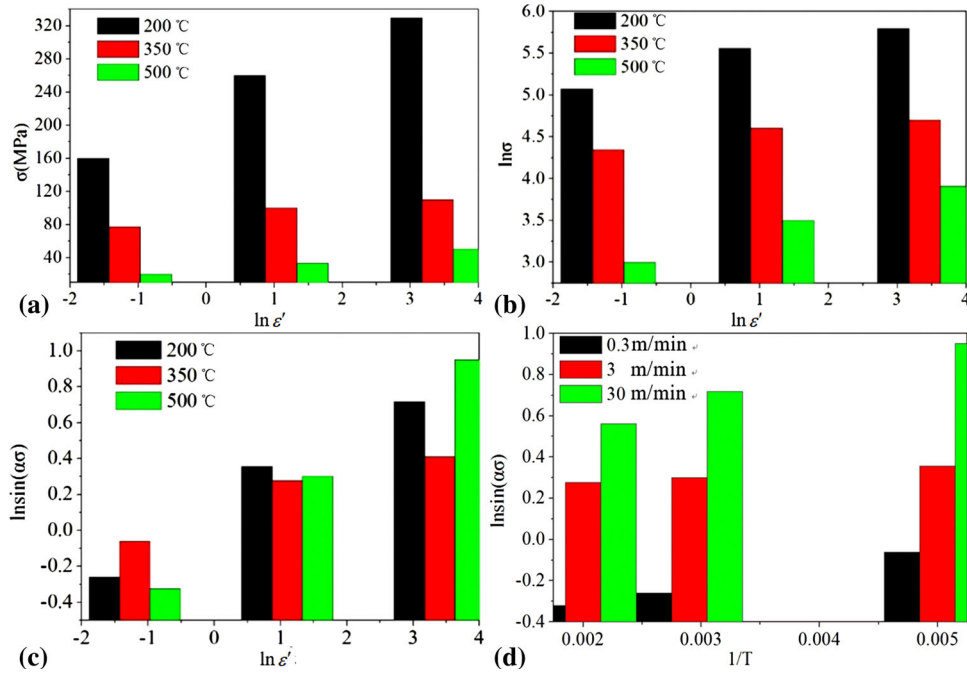 320
280
240
200
160
120
80
40
σ(MPa)
200 ℃
350 ℃
500 ℃
-2 -1 0 1 2 3 4
(a)
ln ε′
6.0
5.5
5.0
4.5
4.0
3.5
3.0
lnσ
200 ℃
350 ℃
500 ℃
-2 -1 0 1 2 3 4
(b)
ln ε′
1.0
0.8
0.6
0.4
0.2
0.0
-0.2
-0.4
lnsin(ασ)
200 ℃
350 ℃
500 ℃
-2 -1 0 1 2 3 4
(c)
ln ε′
1.0
0.8
0.6
0.4
0.2
0.0
-0.2
-0.4
lnsin(ασ)
0.3m/min
3 m/min
30 m/min
0.002 0.003 0.004 0.005
(d)
1/T